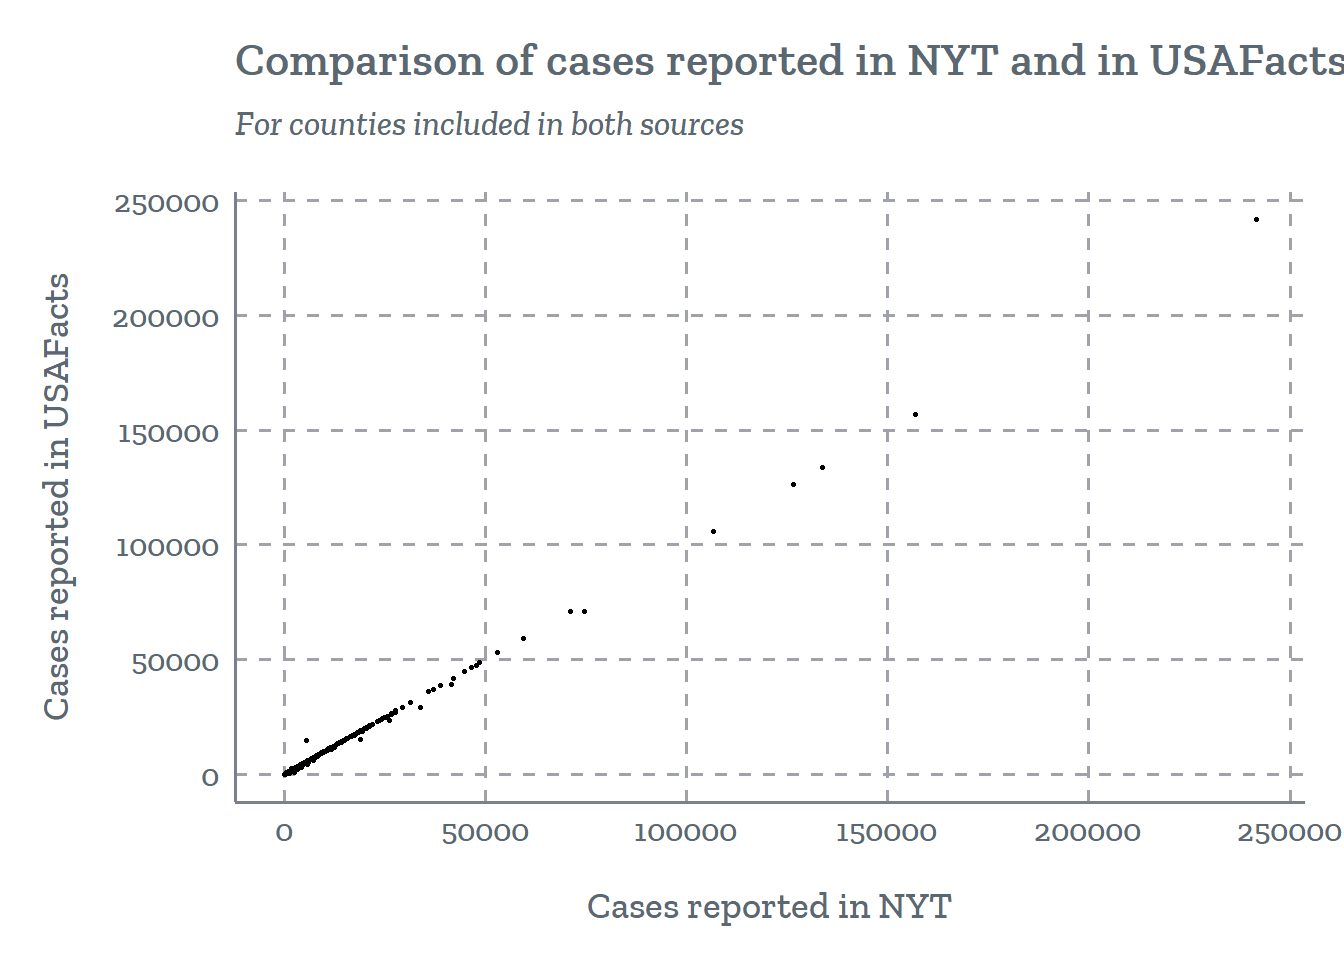 Comparison of cases reported in NYT and in USAFacts
For counties included in both sources
Cases reported in USAFacts
250000
200000
150000
100000
50000
0
0 50000 100000 150000 200000 250000
Cases reported in NYT